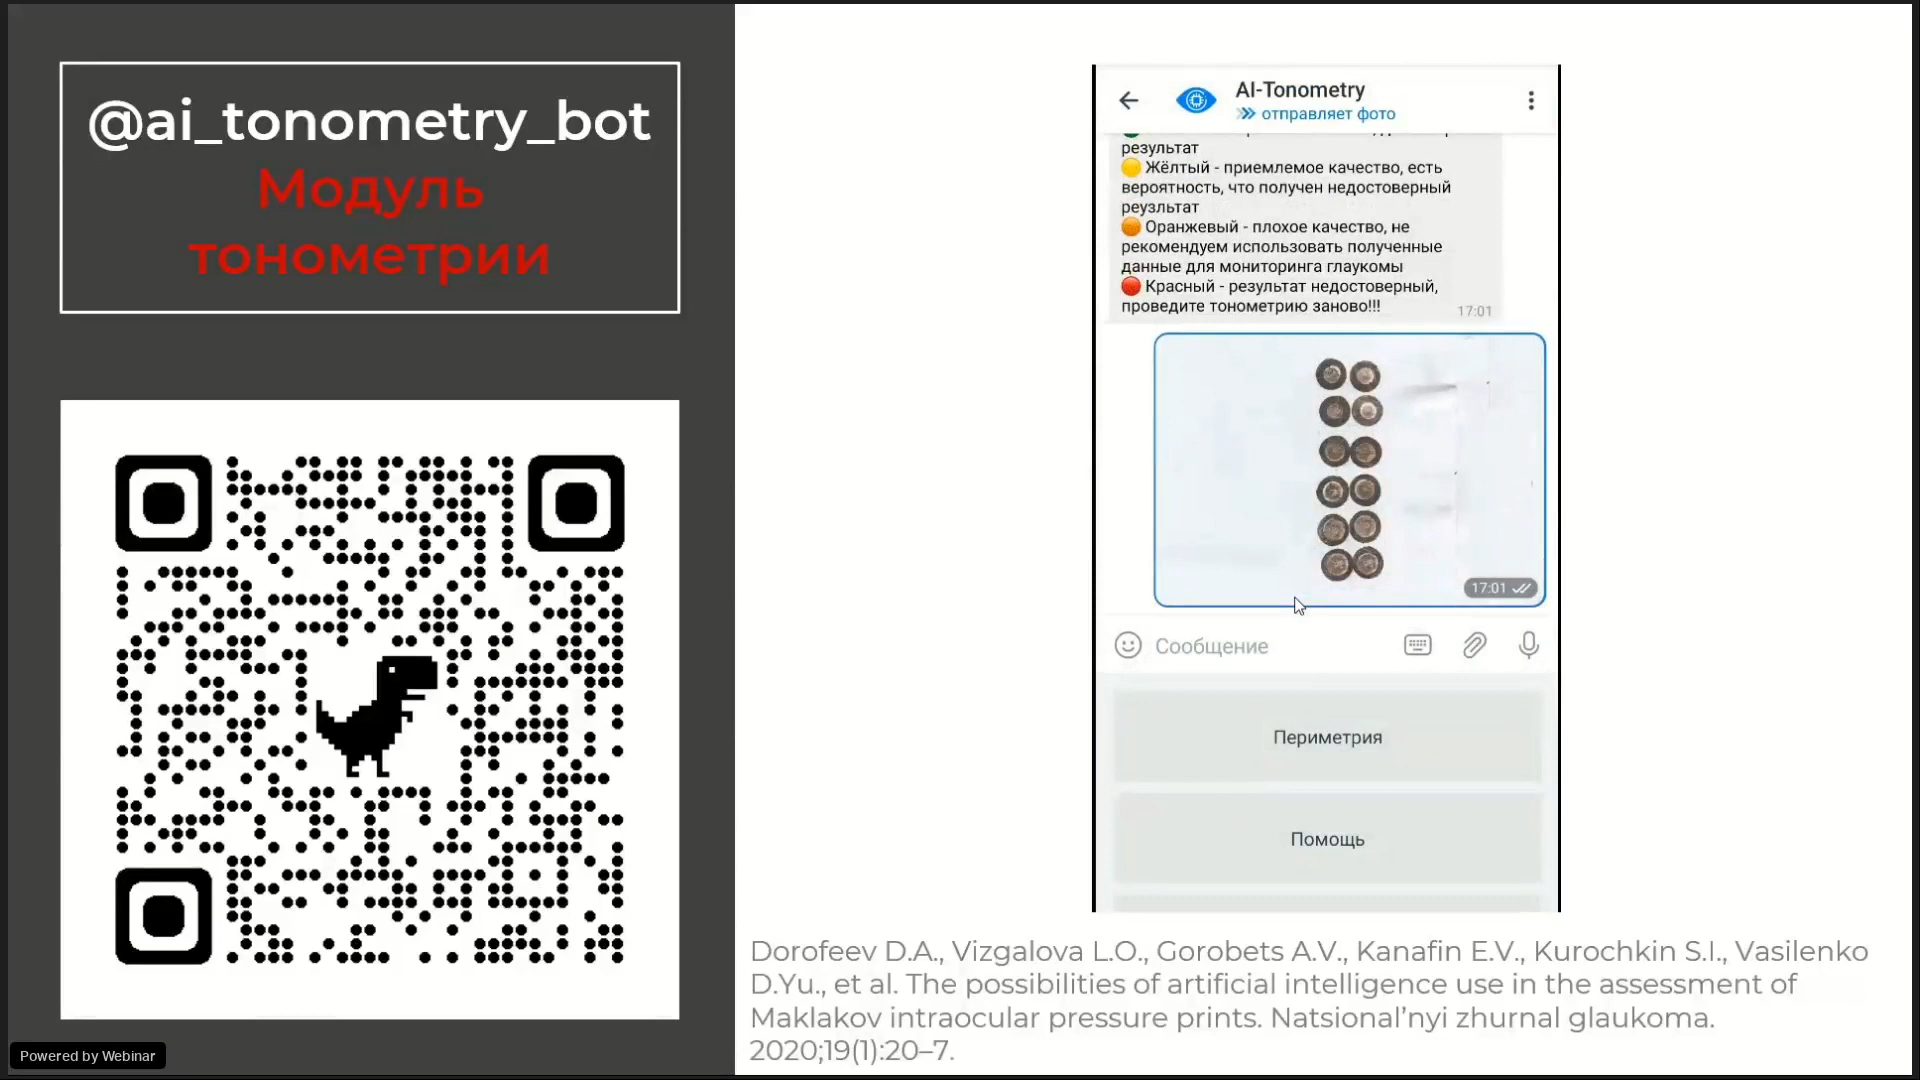 @ai_tonometry_bot
Модуль
тонометрии
AI-Tonometry
отправляет фото
результат
Жёлтый - приемлемое качество, есть
вероятность, что получен недостоверный
реузльтат
Оранжевый - плохое качество, не
рекомендуем использовать полученные
данные для мониторинга глаукомы
Красный - результат недостоверный,
проведите тонометрию заново!!!
17:01
17:01
Сообщение
Периметрия
Помощь
Dorofeev D.A., Vizgalova L.O., Gorobets A.V., Kanafin E.V., Kurochkin S.I., Vasilenko
D.Yu., et al. The possibilities of artificial intelligence use in the assessment of
Maklakov intraocular pressure prints. Natsional’nyi zhurnal glaukoma.
2020;19(1):20–7.
Powered by Webinar